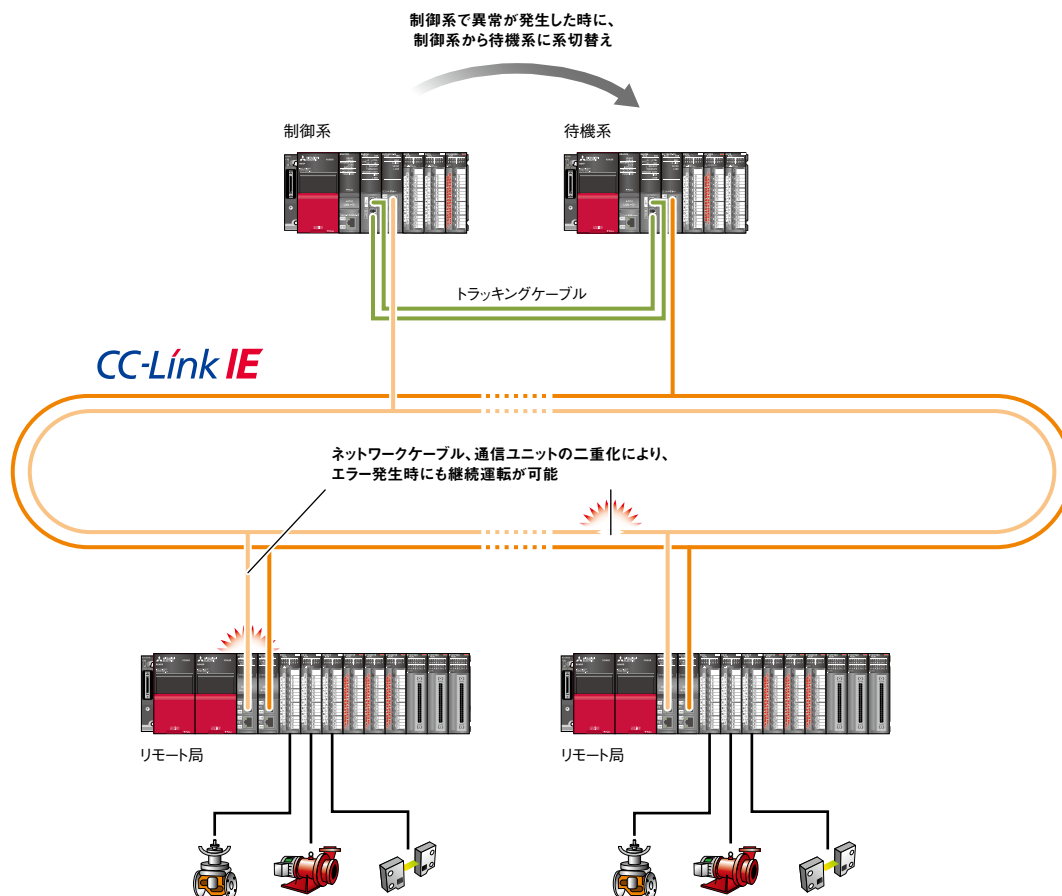 制御系で異常が発生した時に、
制御系から待機系に系切替え
制御系
待機系
トラッキングケーブル
CC-Link IE
ネットワークケーブル、通信ユニットの二重化により、
エラー発生時にも継続運転が可能
リモート局
リモート局